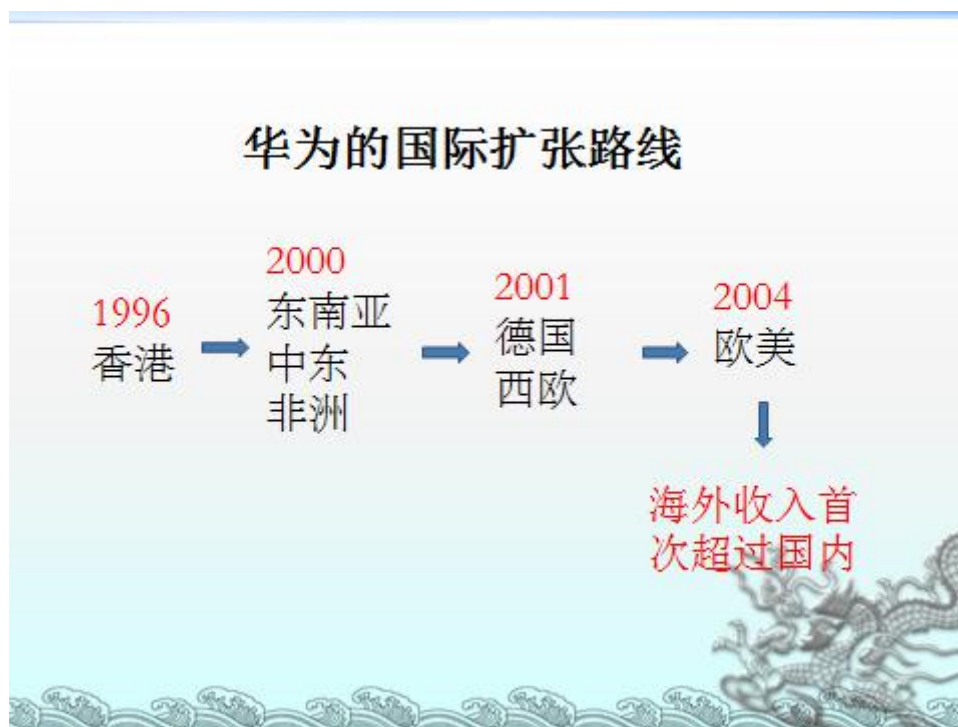 华为的国际扩张路线
1996
香港
2000
东南亚
中东
非洲
2001
德国
西欧
2004
欧美
海外收入首
次超过国内